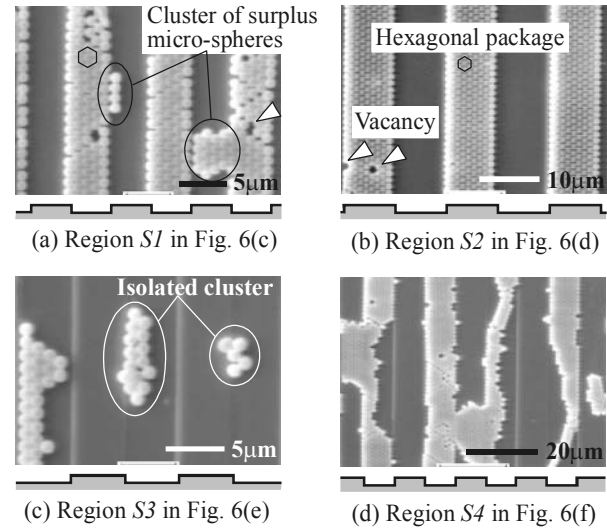 Cluster of surplus
micro-spheres
5μm
(a) Region S1 in Fig. 6(c)
Hexagonal package
Vacancy
10μm
(b) Region S2 in Fig. 6(d)
Isolated cluster
5μm
(c) Region S3 in Fig. 6(e)
20μm
(d) Region S4 in Fig. 6(f)